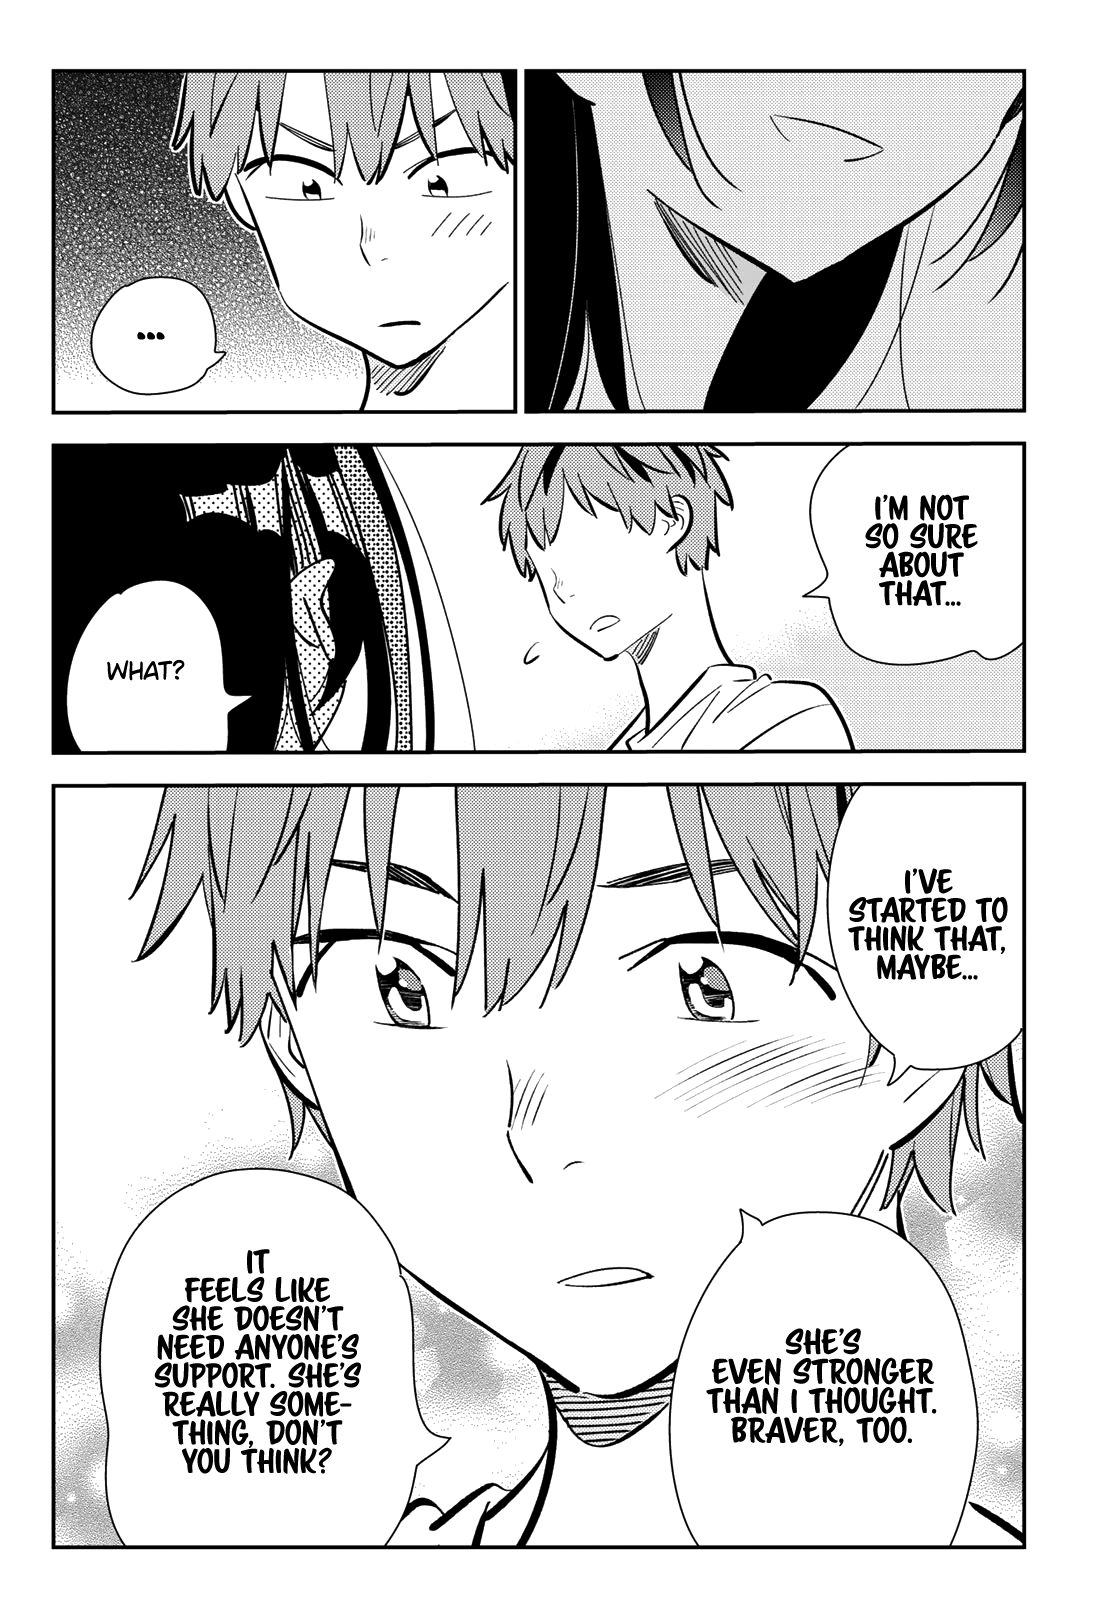 ...
I'M NOT
SO SURE
ABOUT
THAT...
WHAT?
I'VE
STARTED TO
THINK THAT,
MAYBE...
SHE'S
EVEN STRONGER
THAN I THOUGHT.
BRAVER, TOO.
IT
FEELS LIKE
SHE DOESN'T
NEED ANYONE'S
SUPPORT. SHE'S
REALLY SOME-
THING, DON'T
YOU THINK?